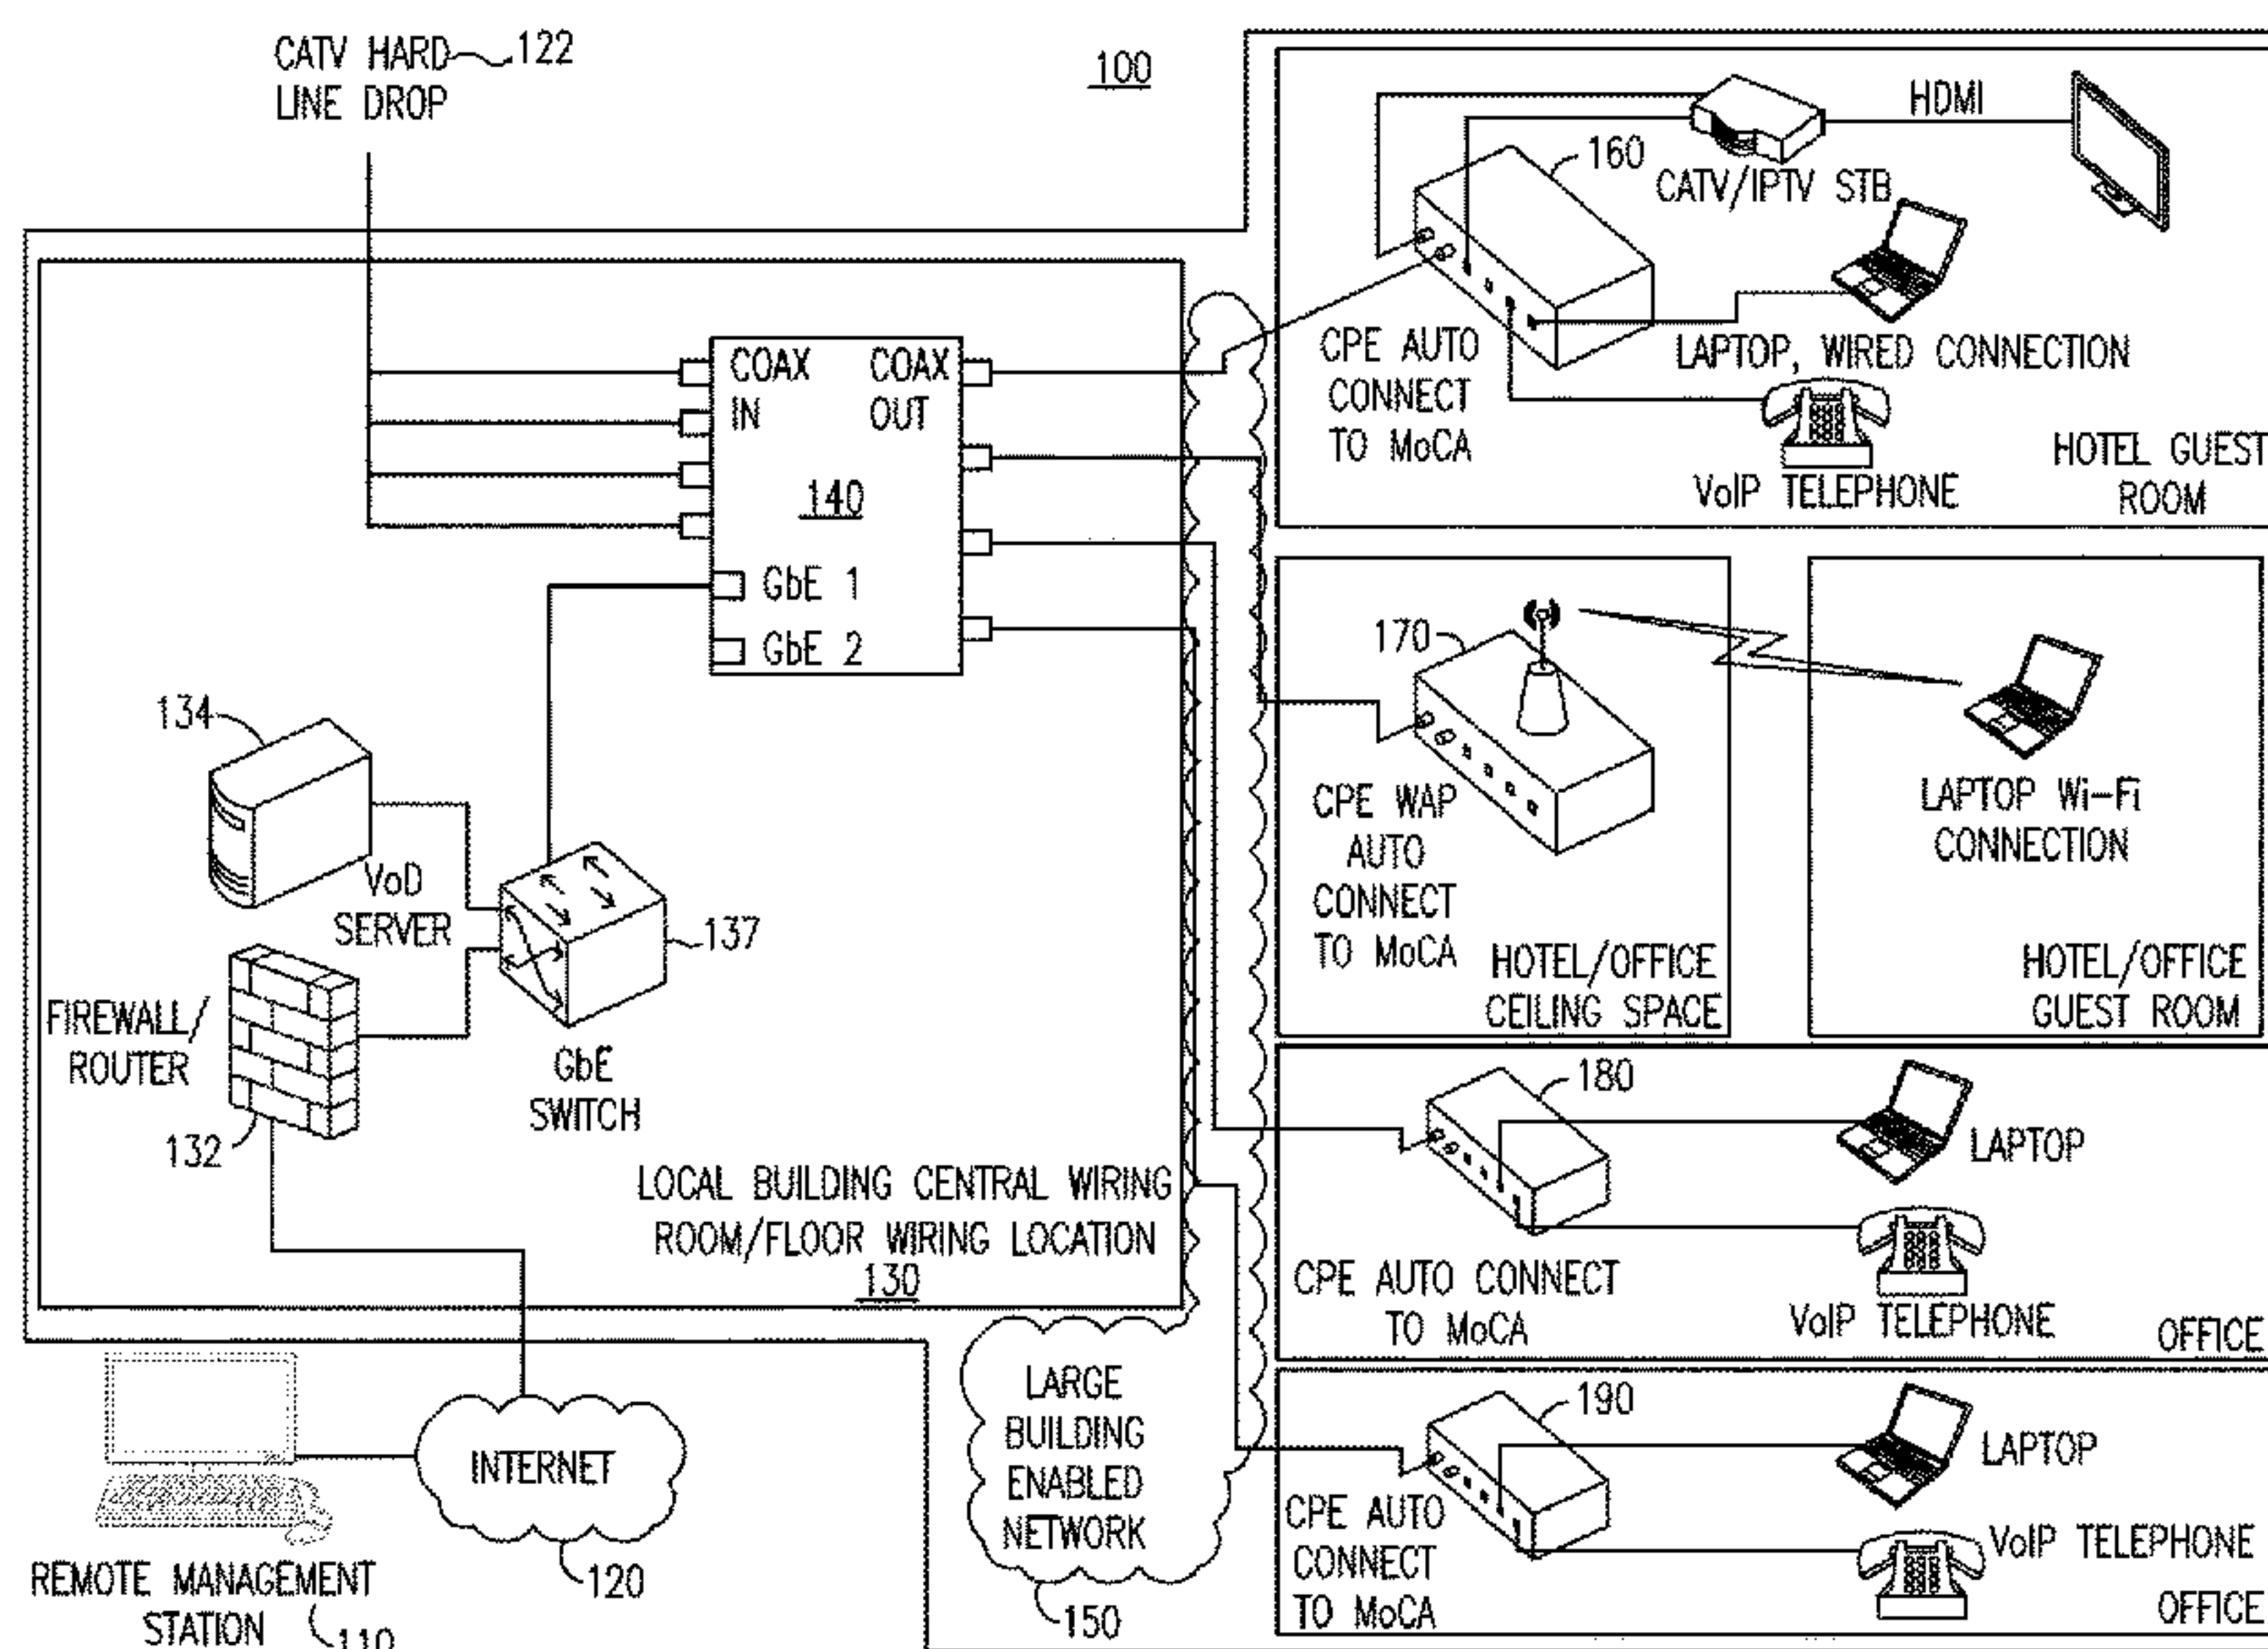 CATV HARD 122
LINE DROP
100
HDMI
160
CATV/IPTV STB
CPE AUTO
CONNECT
TO MoCA
LAPTOP, WIRED CONNECTION
VoIP TELEPHONE
HOTEL GUEST
ROOM
COAX COAX
IN OUT
140
GbE 1
GbE 2
170
CPE WAP
AUTO
CONNECT
TO MoCA
HOTEL/OFFICE
CEILING SPACE
LAPTOP Wi-Fi
CONNECTION
HOTEL/OFFICE
GUEST ROOM
134
VoD
SERVER
137
FIREWALL/
ROUTER
132
GbE
SWITCH
LOCAL BUILDING CENTRAL WIRING
ROOM/FLOOR WIRING LOCATION
130
180
LAPTOP
CPE AUTO CONNECT
TO MoCA
VoIP TELEPHONE
OFFICE
190
LAPTOP
CPE AUTO
CONNECT
TO MoCA
VoIP TELEPHONE
OFFICE
LARGE
BUILDING
ENABLED
NETWORK
150
INTERNET
120
REMOTE MANAGEMENT
STATION
110